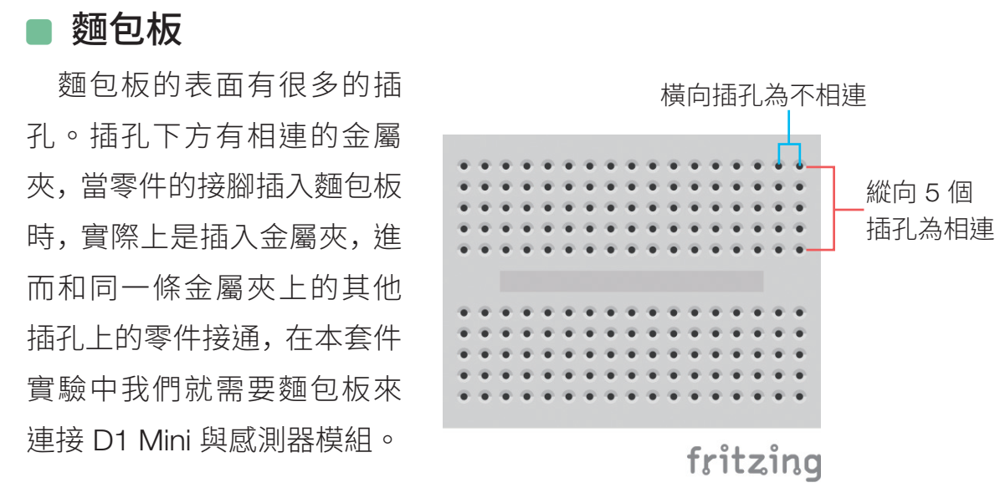 麵包板
麵包板的表面有很多的插
孔。插孔下方有相連的金屬
夾，當零件的接腳插入麵包板
時，實際上是插入金屬夾，進
而和同一條金屬夾上的其他
插孔上的零件接通，在本套件
實驗中我們就需要麵包板來
連接 D1 Mini 與感測器模組。
橫向插孔為不相連
縱向 5 個
插孔為相連
fritzing